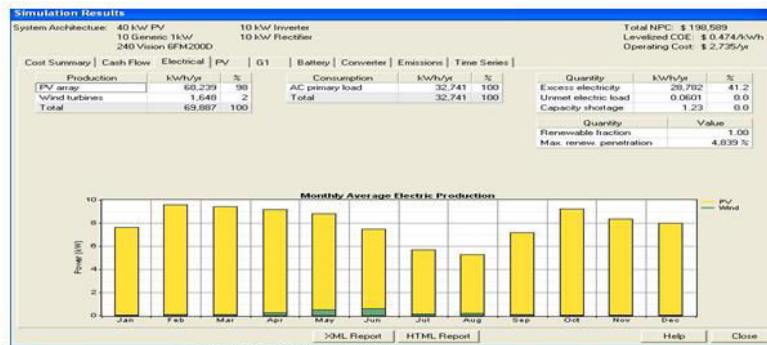 Simulation Results
System Architecture: 40 kW PV 10 kW Inverter Total NPC: $ 198,589
10 Generic 1kW 10 kW Rectifier Levelized COE: $ 0.474/kWh
240 Vision 6FM200D Operating Cost: $ 2,735/yr
Cost Summary Cash Flow Electrical PV G1 Battery Converter Emissions Time Series
Production kWh/yr % Consumption kWh/yr % Quantity kWh/yr %
PV array 68,239 98 AC primary load 32,741 100 Excess electricity 28,782 41.2
Wind turbines 1,648 2 Total 32,741 100 Unmet electric load 0.0601 0.0
Total 69,887 100 Capacity shortage 1.23 0.0
Quantity Value
Renewable fraction 1.00
Max. renew. penetration 4,839 %
Monthly Average Electric Production
Power (kW)
10
8
6
4
2
0
PV
Wind
Jan Feb Mar Apr May Jun Jul Aug Sep Oct Nov Dec
XML Report HTML Report Help Close